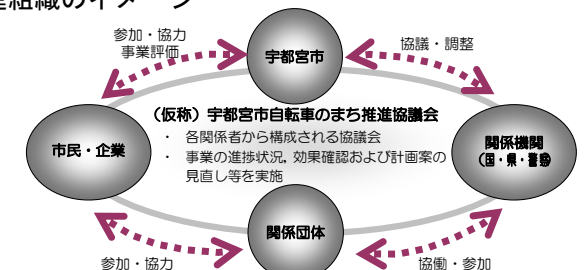 組織のイメージ
参加・協力
事業評価
宇都宮市
協議・調整
（仮称）宇都宮市自転車のまち推進協議会
・ 各関係者から構成される協議会
・ 事業の進捗状況，効果確認および計画案の
見直し等を実施
市民・企業
関係機関
（国・県・警察）
関係団体
参加・協力
協働・参加